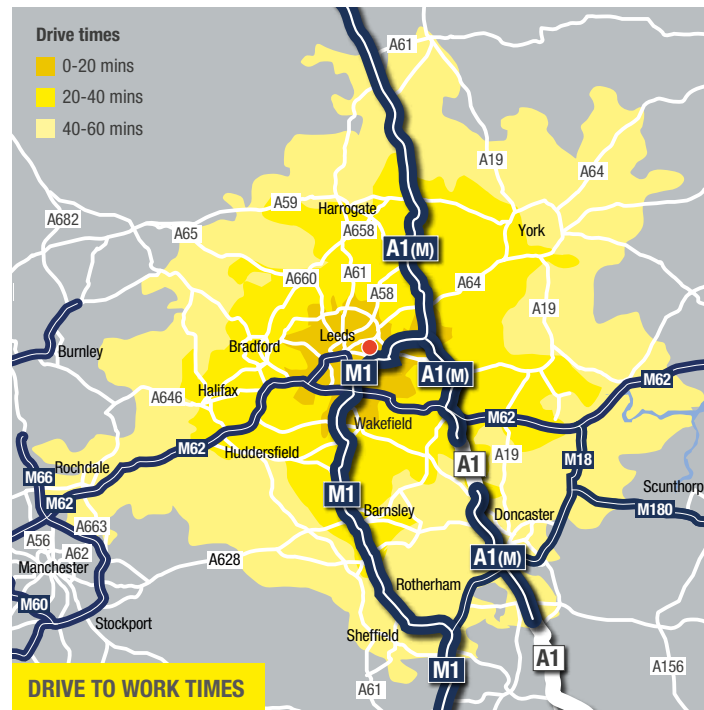 Drive times
0-20 mins
20-40 mins
40-60 mins
A61
A19
A64
A59
A682
Harrogate
A65
A658
York
A1(M)
A660
A61
A64
A58
A19
Leeds
Bradford
Burnley
M1
A1(M)
M62
Halifax
A646
M62
Wakefield
M62
Huddersfield
A1
A19
M18
Rochdale
M66
Scunthorp
M62
M1
Barnsley
Doncaster
M180
A663
A56
A62
A628
A1(M)
Manchester
Rotherham
M60
Stockport
Sheffield
A1
M1
A156
A61
DRIVE TO WORK TIMES